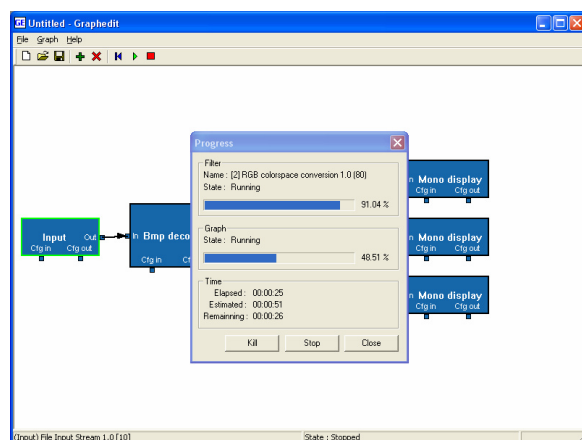 Untitled - Graphedit
File Graph Help
Progress
Filter
Name : [2] RGB colorspace conversion 1.0 (80)
State : Running
91.04 %
Graph
State : Running
48.51 %
Time
Elapsed : 00:00:25
Estimated : 00:00:51
Remainning : 00:00:26
Kill Stop Close
Input Out
Cfg in Cfg out
In Bmp deco
Cfg in
n Mono display
Cfg in Cfg out
n Mono display
Cfg in Cfg out
n Mono display
Cfg in Cfg out
(Input) File Input Stream 1.0 [10] State : Stopped